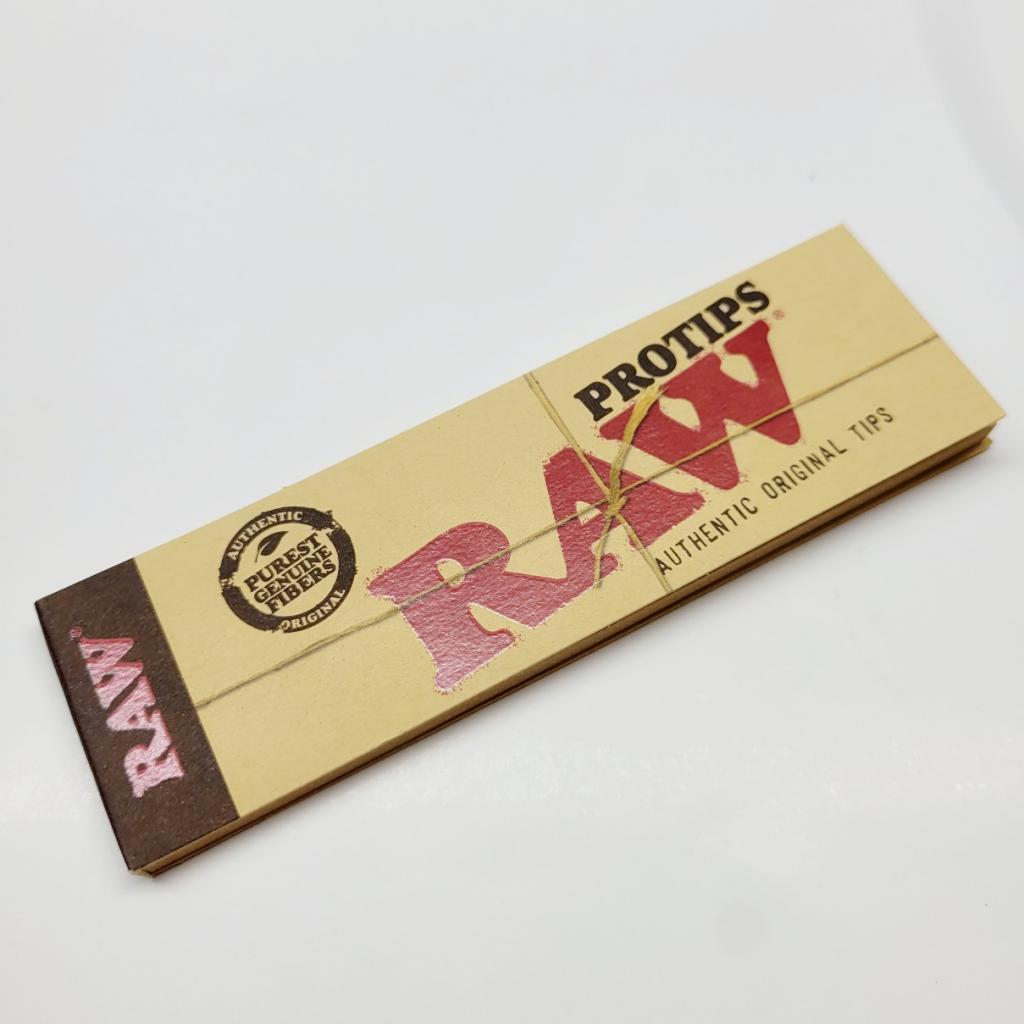 PROTIPS
RAW®
AUTHENTIC ORIGINAL TIPS
AUTHENTIC
PUREST
GENUINE
FIBERS
ORIGINAL
RAW®